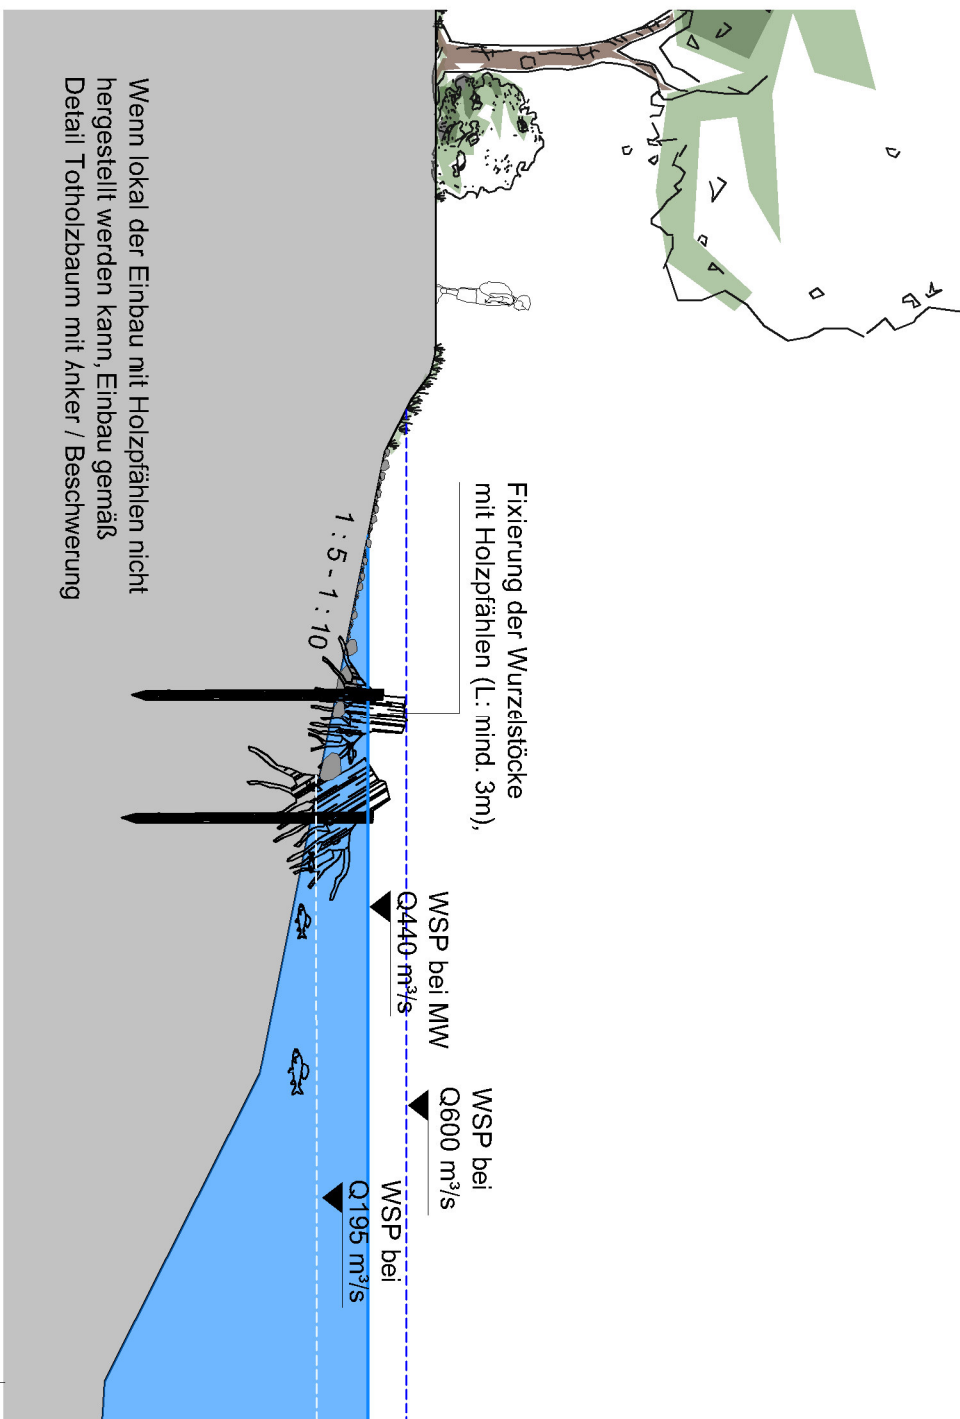 Fixierung der Wurzelstöcke
mit Holzpfählen (L: mind. 3m),
WSP bei MW
Q440 m³/s
WSP bei
Q600 m³/s
WSP bei
Q195 m³/s
1 : 5 - 1 : 10
Wenn lokal der Einbau mit Holzpfählen nicht
hergestellt werden kann, Einbau gemäß
Detail Totholzbaum mit Anker / Beschwerung